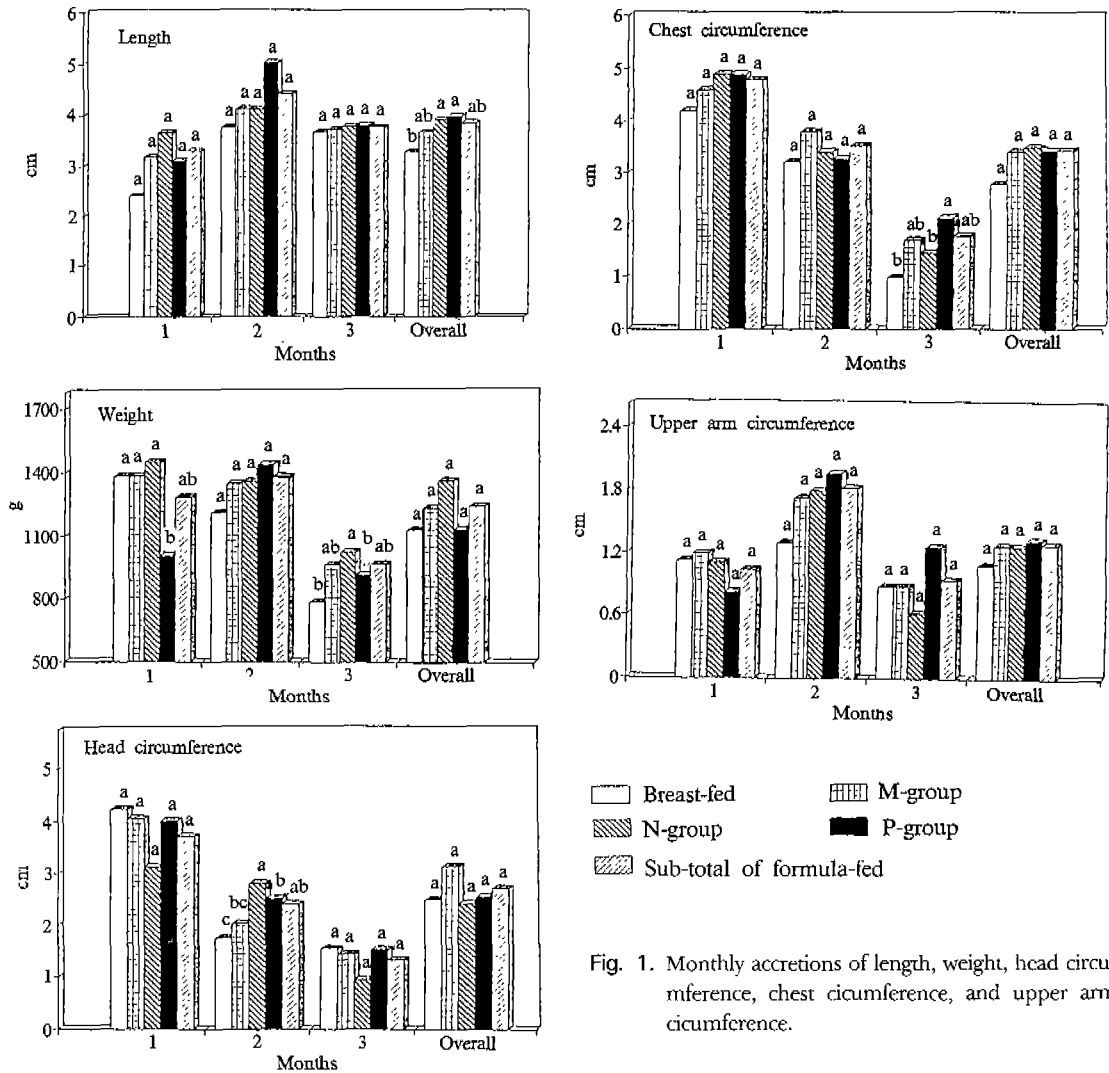 Length
6
5
4
3
2
1
0
cm
a a a a a
a a a a a
a a a a a
b ab a a ab
1 2 3 Overall
Months
Chest circumference
6
5
4
3
2
1
0
cm
a a a a a
a a a a a
b ab b a ab
a a a a a
1 2 3 Overall
Months
Weight
1700
1400
1100
800
500
g
a a a b ab
a a a a a
b ab a b ab
a a a a a
1 2 3 Overall
Months
Upper arm circumference
2.4
1.8
1.2
0.6
0
cm
a a a a a
a a a a a
a a a a a
a a a a a
1 2 3 Overall
Months
Head circumference
5
4
3
2
1
0
cm
a a a a a
c bc a b ab
a a a a a
a a a a a
1 2 3 Overall
Months
Breast-fed M-group
N-group P-group
Sub-total of formula-fed
Fig. 1. Monthly accretions of length, weight, head circu
mference, chest cicumference, and upper arm
cicumference.